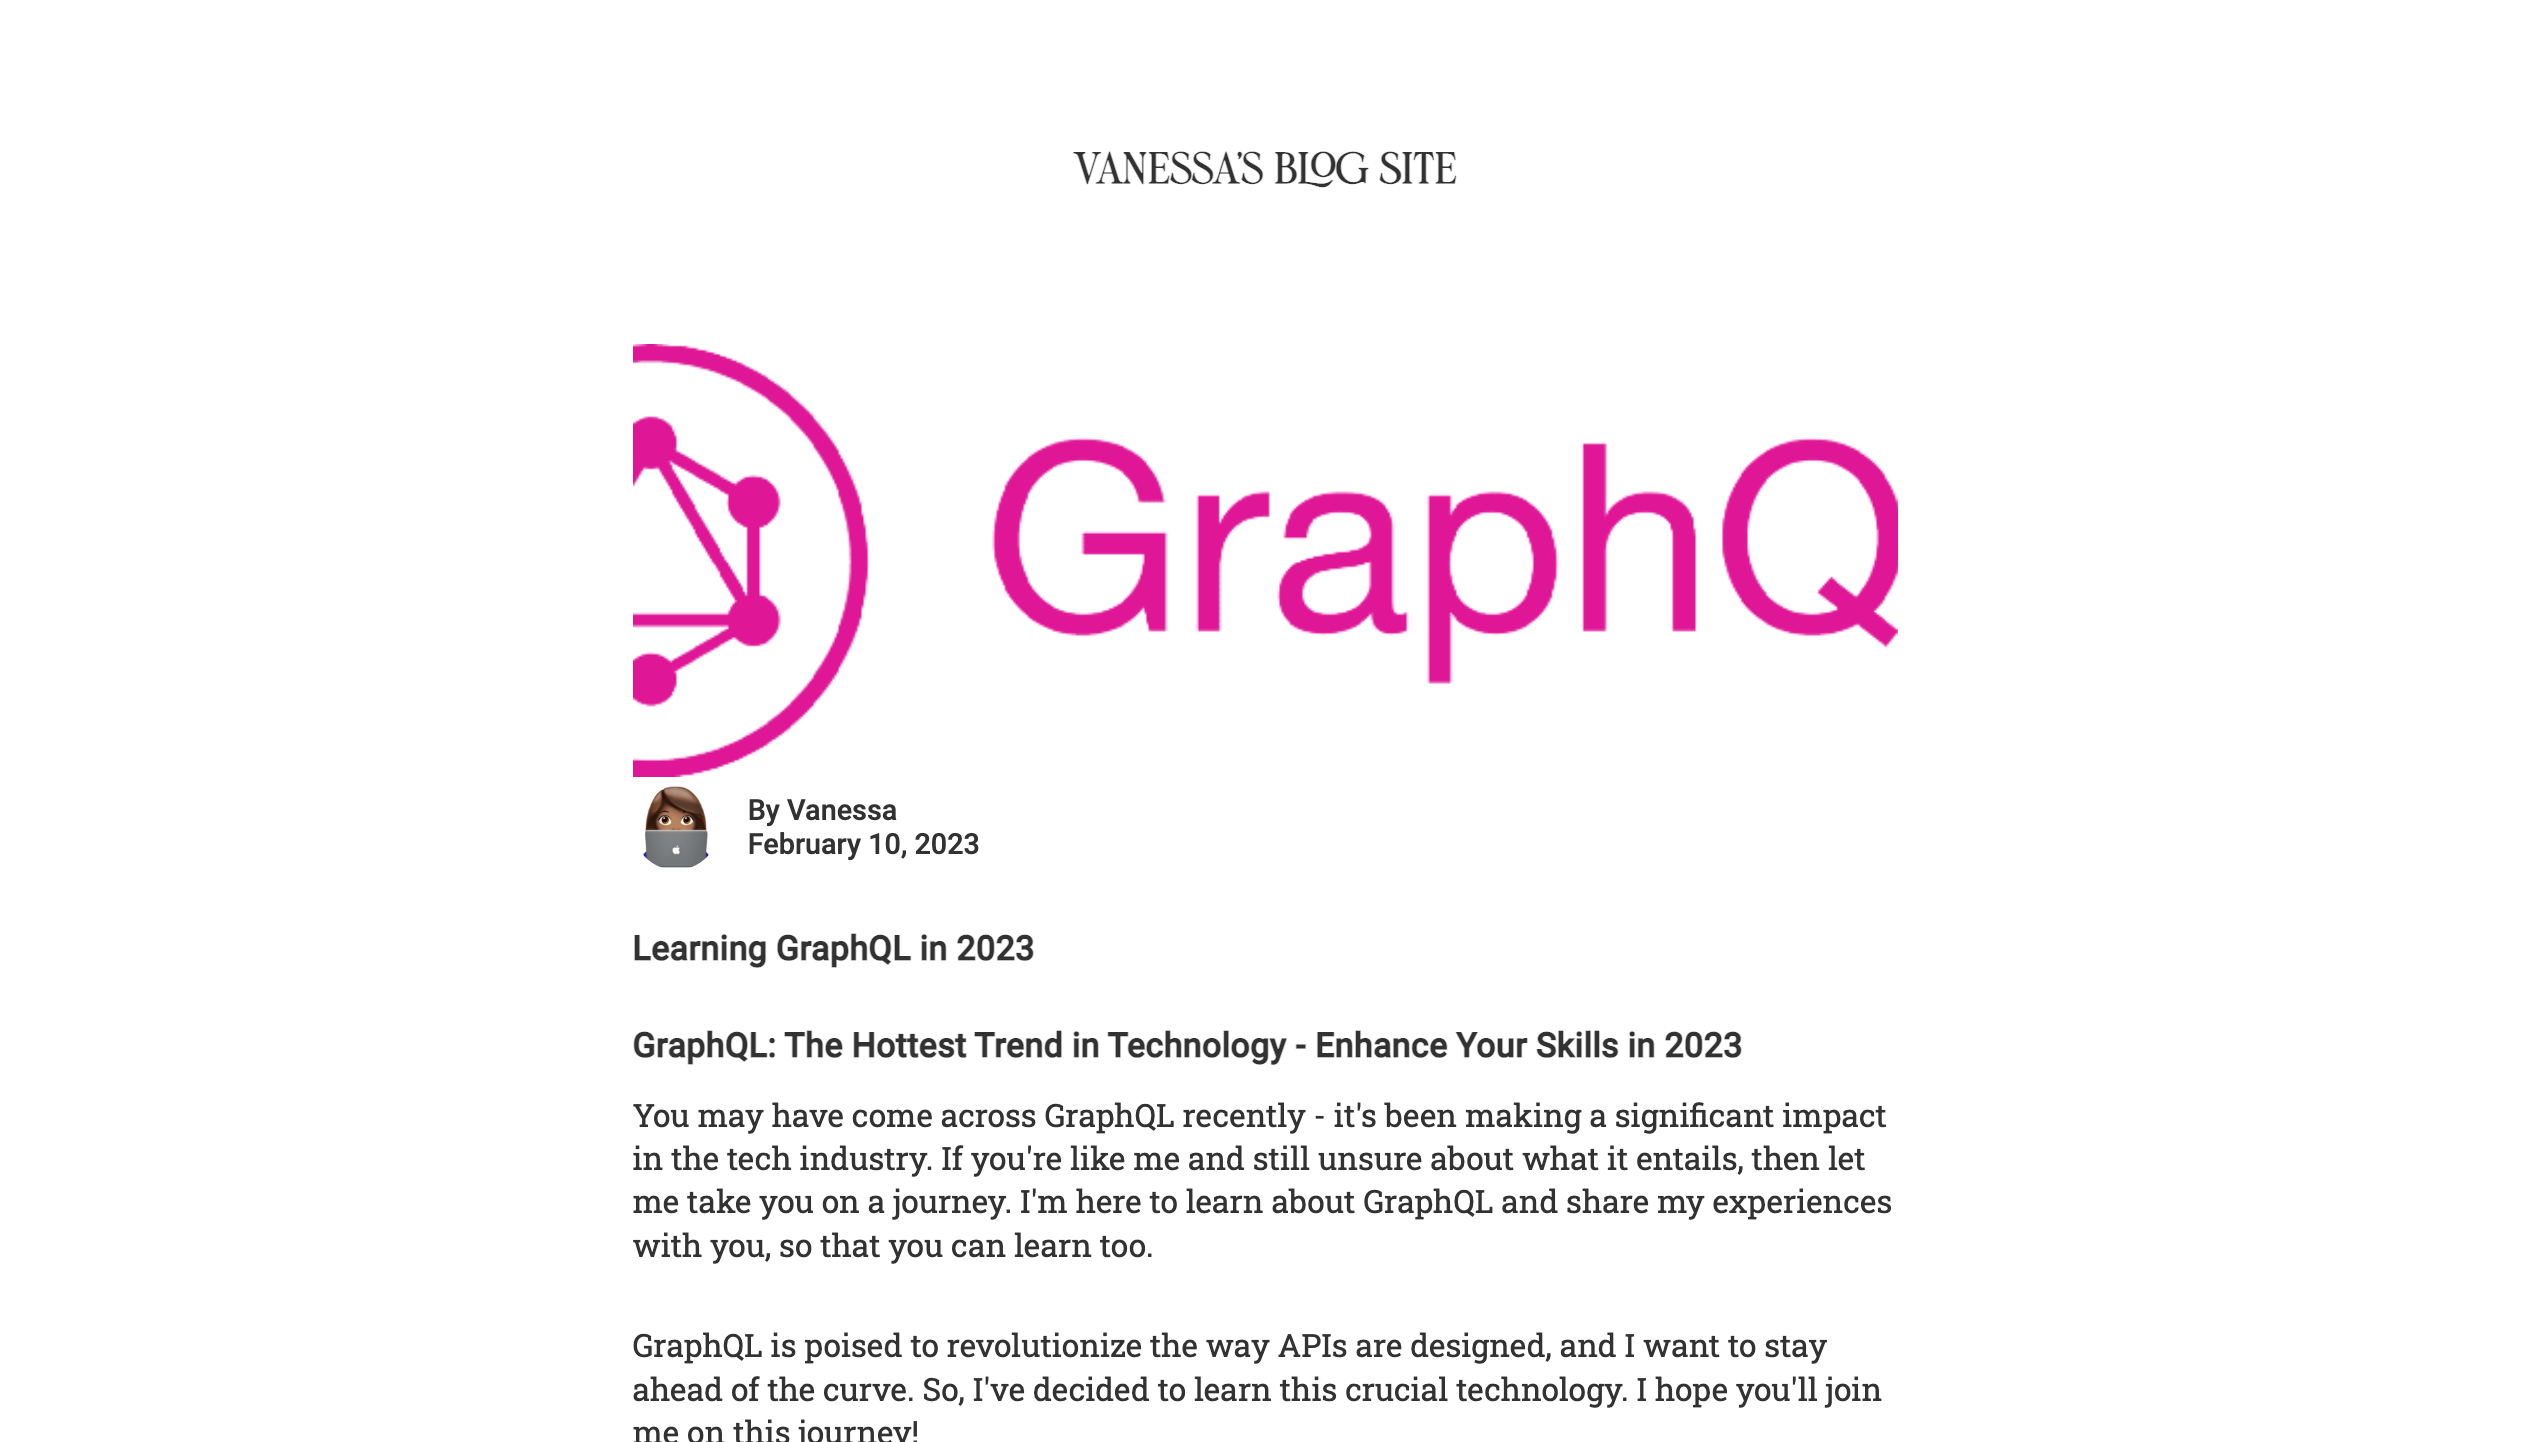 VANESSA'S BLOG SITE
GraphQ
By Vanessa
February 10, 2023
Learning GraphQL in 2023
GraphQL: The Hottest Trend in Technology - Enhance Your Skills in 2023
You may have come across GraphQL recently - it's been making a significant impact
in the tech industry. If you're like me and still unsure about what it entails, then let
me take you on a journey. I'm here to learn about GraphQL and share my experiences
with you, so that you can learn too.
GraphQL is poised to revolutionize the way APIs are designed, and I want to stay
ahead of the curve. So, I've decided to learn this crucial technology. I hope you'll join
me on this journey!